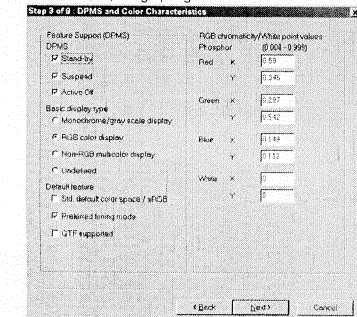 Step 3 of 9 : DPMS and Color Characteristics
Feature Support (DPMS)
DPMS
Stand-by
Suspend
Active Off
Basic display type
Monochrome/gray scale display
RGB color display
Non-RGB multicolor display
Undefined
Default feature
Std. default color space / sRGB
Preferred timing mode
GTF supported
RGB chromaticity/White point values
Phosphor (0.004 - 0.999)
Red X 0.59
Y 0.345
Green X 0.297
Y 0.542
Blue X 0.149
Y 0.112
White X 0
Y 0
< Back Next > Cancel